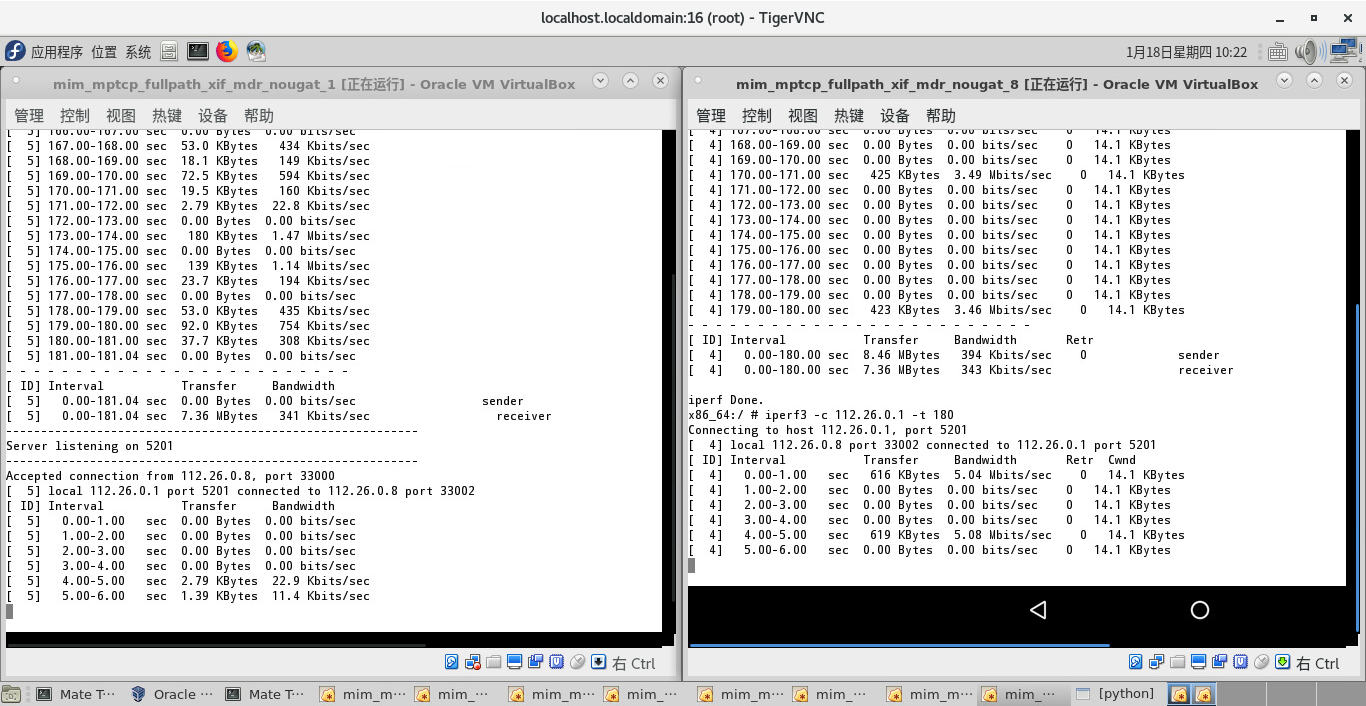 localhost.localdomain:16 (root) - TigerVNC
应用程序 位置 系统
1月18日星期四 10:22
mim_mptcp_fullpath_xif_mdr_nougat_1 [正在运行] - Oracle VM VirtualBox
管理 控制 视图 热键 设备 帮助
[ 5] 166.00-167.00 sec 0.00 Bytes 0.00 bits/sec
[ 5] 167.00-168.00 sec 53.0 KBytes 434 Kbits/sec
[ 5] 168.00-169.00 sec 18.1 KBytes 149 Kbits/sec
[ 5] 169.00-170.00 sec 72.5 KBytes 594 Kbits/sec
[ 5] 170.00-171.00 sec 19.5 KBytes 160 Kbits/sec
[ 5] 171.00-172.00 sec 2.79 KBytes 22.8 Kbits/sec
[ 5] 172.00-173.00 sec 0.00 Bytes 0.00 bits/sec
[ 5] 173.00-174.00 sec 180 KBytes 1.47 Mbits/sec
[ 5] 174.00-175.00 sec 0.00 Bytes 0.00 bits/sec
[ 5] 175.00-176.00 sec 139 KBytes 1.14 Mbits/sec
[ 5] 176.00-177.00 sec 23.7 KBytes 194 Kbits/sec
[ 5] 177.00-178.00 sec 0.00 Bytes 0.00 bits/sec
[ 5] 178.00-179.00 sec 53.0 KBytes 435 Kbits/sec
[ 5] 179.00-180.00 sec 92.0 KBytes 754 Kbits/sec
[ 5] 180.00-181.00 sec 37.7 KBytes 308 Kbits/sec
[ 5] 181.00-181.04 sec 0.00 Bytes 0.00 bits/sec
- - - - - - - - - - - - - - - - - - - - - - - - -
[ ID] Interval Transfer Bandwidth
[ 5] 0.00-181.04 sec 0.00 Bytes 0.00 bits/sec sender
[ 5] 0.00-181.04 sec 7.36 MBytes 341 Kbits/sec receiver
-----------------------------------------------------------
Server listening on 5201
-----------------------------------------------------------
Accepted connection from 112.26.0.8, port 33000
[ 5] local 112.26.0.1 port 5201 connected to 112.26.0.8 port 33002
[ ID] Interval Transfer Bandwidth
[ 5] 0.00-1.00 sec 0.00 Bytes 0.00 bits/sec
[ 5] 1.00-2.00 sec 0.00 Bytes 0.00 bits/sec
[ 5] 2.00-3.00 sec 0.00 Bytes 0.00 bits/sec
[ 5] 3.00-4.00 sec 0.00 Bytes 0.00 bits/sec
[ 5] 4.00-5.00 sec 2.79 KBytes 22.9 Kbits/sec
[ 5] 5.00-6.00 sec 1.39 KBytes 11.4 Kbits/sec
右 Ctrl
mim_mptcp_fullpath_xif_mdr_nougat_8 [正在运行] - Oracle VM VirtualBox
管理 控制 视图 热键 设备 帮助
[ 4] 167.00-168.00 sec 0.00 Bytes 0.00 bits/sec 0 14.1 KBytes
[ 4] 168.00-169.00 sec 0.00 Bytes 0.00 bits/sec 0 14.1 KBytes
[ 4] 169.00-170.00 sec 0.00 Bytes 0.00 bits/sec 0 14.1 KBytes
[ 4] 170.00-171.00 sec 425 KBytes 3.49 Mbits/sec 0 14.1 KBytes
[ 4] 171.00-172.00 sec 0.00 Bytes 0.00 bits/sec 0 14.1 KBytes
[ 4] 172.00-173.00 sec 0.00 Bytes 0.00 bits/sec 0 14.1 KBytes
[ 4] 173.00-174.00 sec 0.00 Bytes 0.00 bits/sec 0 14.1 KBytes
[ 4] 174.00-175.00 sec 0.00 Bytes 0.00 bits/sec 0 14.1 KBytes
[ 4] 175.00-176.00 sec 0.00 Bytes 0.00 bits/sec 0 14.1 KBytes
[ 4] 176.00-177.00 sec 0.00 Bytes 0.00 bits/sec 0 14.1 KBytes
[ 4] 177.00-178.00 sec 0.00 Bytes 0.00 bits/sec 0 14.1 KBytes
[ 4] 178.00-179.00 sec 0.00 Bytes 0.00 bits/sec 0 14.1 KBytes
[ 4] 179.00-180.00 sec 423 KBytes 3.46 Mbits/sec 0 14.1 KBytes
- - - - - - - - - - - - - - - - - - - - - - - - -
[ ID] Interval Transfer Bandwidth Retr
[ 4] 0.00-180.00 sec 8.46 MBytes 394 Kbits/sec 0 sender
[ 4] 0.00-180.00 sec 7.36 MBytes 343 Kbits/sec receiver
iperf Done.
x86_64:/ # iperf3 -c 112.26.0.1 -t 180
Connecting to host 112.26.0.1, port 5201
[ 4] local 112.26.0.8 port 33002 connected to 112.26.0.1 port 5201
[ ID] Interval Transfer Bandwidth Retr Cwnd
[ 4] 0.00-1.00 sec 616 KBytes 5.04 Mbits/sec 0 14.1 KBytes
[ 4] 1.00-2.00 sec 0.00 Bytes 0.00 bits/sec 0 14.1 KBytes
[ 4] 2.00-3.00 sec 0.00 Bytes 0.00 bits/sec 0 14.1 KBytes
[ 4] 3.00-4.00 sec 0.00 Bytes 0.00 bits/sec 0 14.1 KBytes
[ 4] 4.00-5.00 sec 619 KBytes 5.08 Mbits/sec 0 14.1 KBytes
[ 4] 5.00-6.00 sec 0.00 Bytes 0.00 bits/sec 0 14.1 KBytes
右 Ctrl
Mate T··· Oracle ··· Mate T··· mim_m··· mim_··· mim_m··· mim_··· mim_m··· mim_··· mim_m··· mim_··· [python]